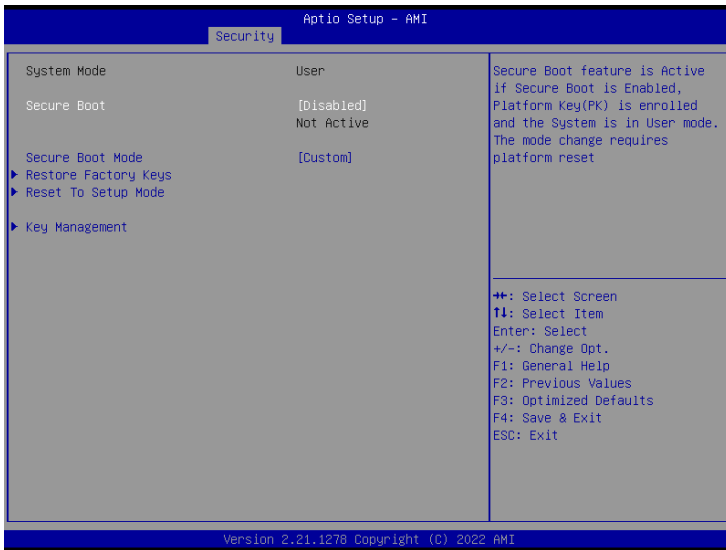 Aptio Setup - AMI
Security
System Mode User
Secure Boot [Disabled]
Not Active
Secure Boot Mode [Custom]
Restore Factory Keys
Reset To Setup Mode
Key Management
Secure Boot feature is Active
if Secure Boot is Enabled,
Platform Key(PK) is enrolled
and the System is in User mode.
The mode change requires
platform reset
→←: Select Screen
↑↓: Select Item
Enter: Select
+/-: Change Opt.
F1: General Help
F2: Previous Values
F3: Optimized Defaults
F4: Save & Exit
ESC: Exit
Version 2.21.1278 Copyright (C) 2022 AMI